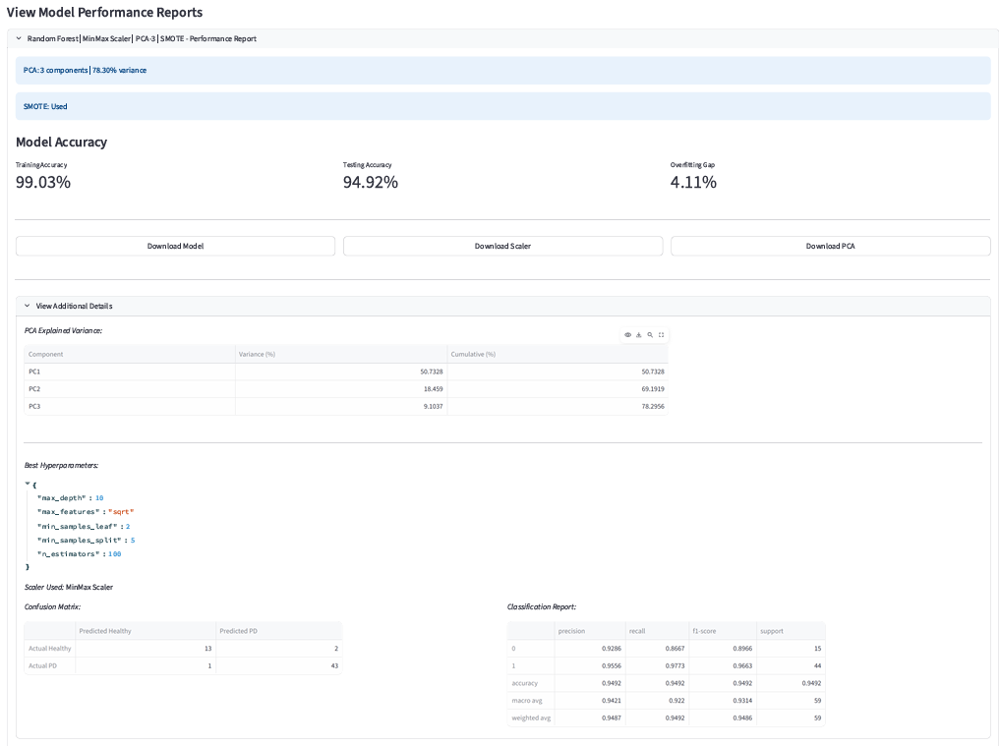 View Model Performance Reports
Random Forest | MinMax Scaler | PCA-3 | SMOTE - Performance Report
PCA: 3 components | 78.30% variance
SMOTE: Used
Model Accuracy
Training Accuracy Testing Accuracy Overfitting Gap
99.03% 94.92% 4.11%
Download Model Download Scaler Download PCA
View Additional Details
PCA Explained Variance:
Component Variance (%) Cumulative (%)
PC1 50.7328 50.7328
PC2 18.459 69.1919
PC3 9.1037 78.2956
Best Hyperparameters:
{
"max_depth" : 10
"max_features" : "sqrt"
"min_samples_leaf" : 2
"min_samples_split" : 5
"n_estimators" : 100
}
Scaler Used: MinMax Scaler
Confusion Matrix:
Predicted Healthy Predicted PD
Actual Healthy 13 2
Actual PD 1 43
Classification Report:
precision recall f1-score support
0 0.9286 0.8667 0.8966 15
1 0.9556 0.9773 0.9663 44
accuracy 0.9492 0.9492 0.9492 0.9492
macro avg 0.9421 0.922 0.9314 59
weighted avg 0.9487 0.9492 0.9486 59